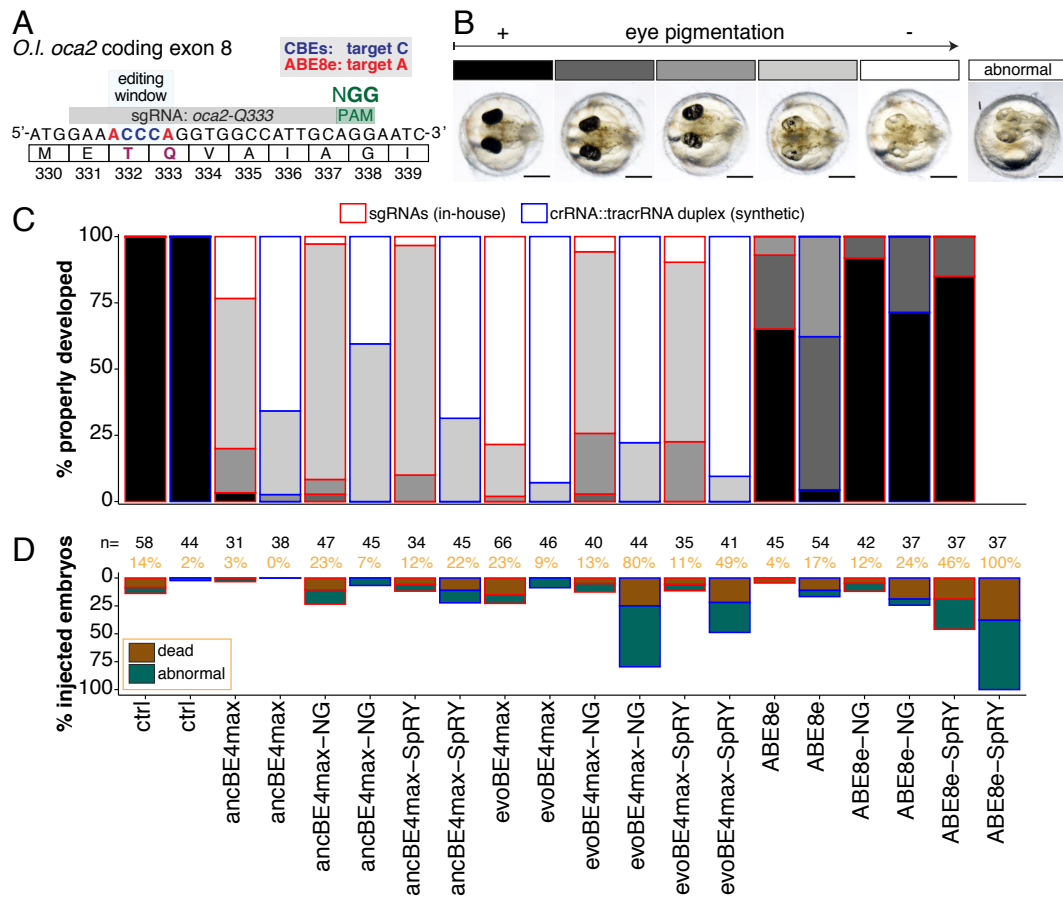 A
O.l. oca2 coding exon 8
CBEs: target C
ABE8e: target A
editing
window
NGG
sgRNA: oca2-Q333
PAM
5'-ATGGAAACCCAGGTGGCCATTGCAGGAATC-3'
M E T Q V A I A G I
330 331 332 333 334 335 336 337 338 339
B
+ eye pigmentation -
abnormal
C
sgRNAs (in-house)
crRNA::tracrRNA duplex (synthetic)
% properly developed
100
75
50
25
0
D
n= 58 44 31 38 47 45 34 45 66 46 40 44 35 41 45 54 42 37 37 37
14% 2% 3% 0% 23% 7% 12% 22% 23% 9% 13% 80% 11% 49% 4% 17% 12% 24% 46% 100%
% injected embryos
0
25
50
75
100
dead
abnormal
ctrl
ctrl
ancBE4max
ancBE4max
ancBE4max–NG
ancBE4max–NG
ancBE4max–SpRY
ancBE4max–SpRY
evoBE4max
evoBE4max
evoBE4max–NG
evoBE4max–NG
evoBE4max–SpRY
evoBE4max–SpRY
ABE8e
ABE8e
ABE8e–NG
ABE8e–NG
ABE8e–SpRY
ABE8e–SpRY